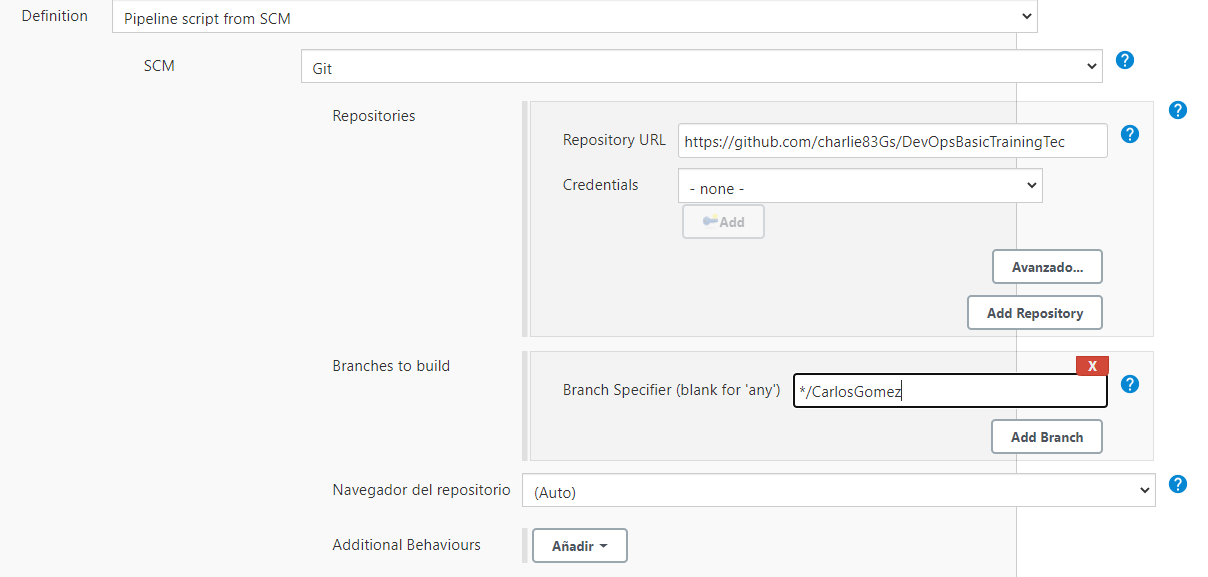 Definition
Pipeline script from SCM
SCM
Git
?
Repositories
?
Repository URL
https://github.com/charlie83Gs/DevOpsBasicTrainingTec
?
Credentials
- none -
Add
Avanzado...
Add Repository
Branches to build
X
Branch Specifier (blank for 'any')
*/CarlosGomez
?
Add Branch
Navegador del repositorio
(Auto)
?
Additional Behaviours
Añadir